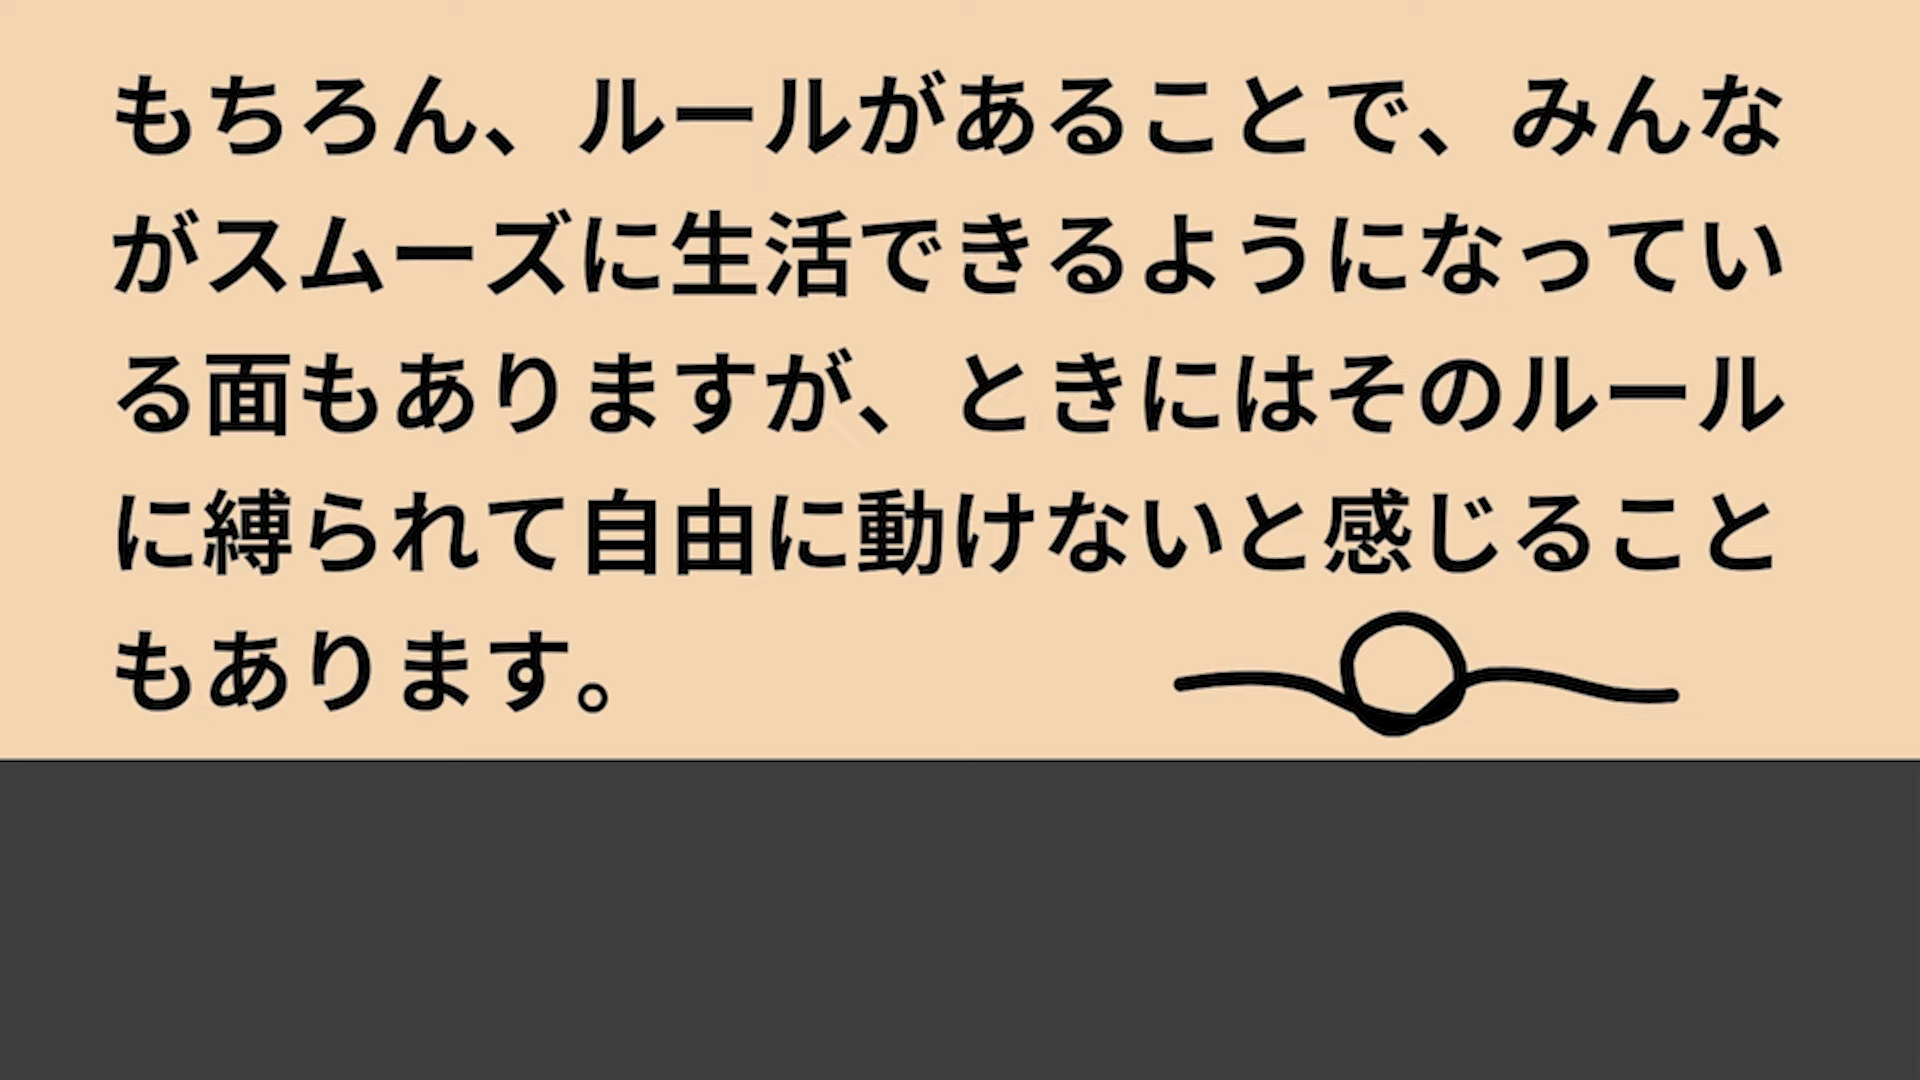 もちろん、ルールがあることで、みんな
がスムーズに生活できるようになってい
る面もありますが、ときにはそのルール
に縛られて自由に動けないと感じること
もあります。